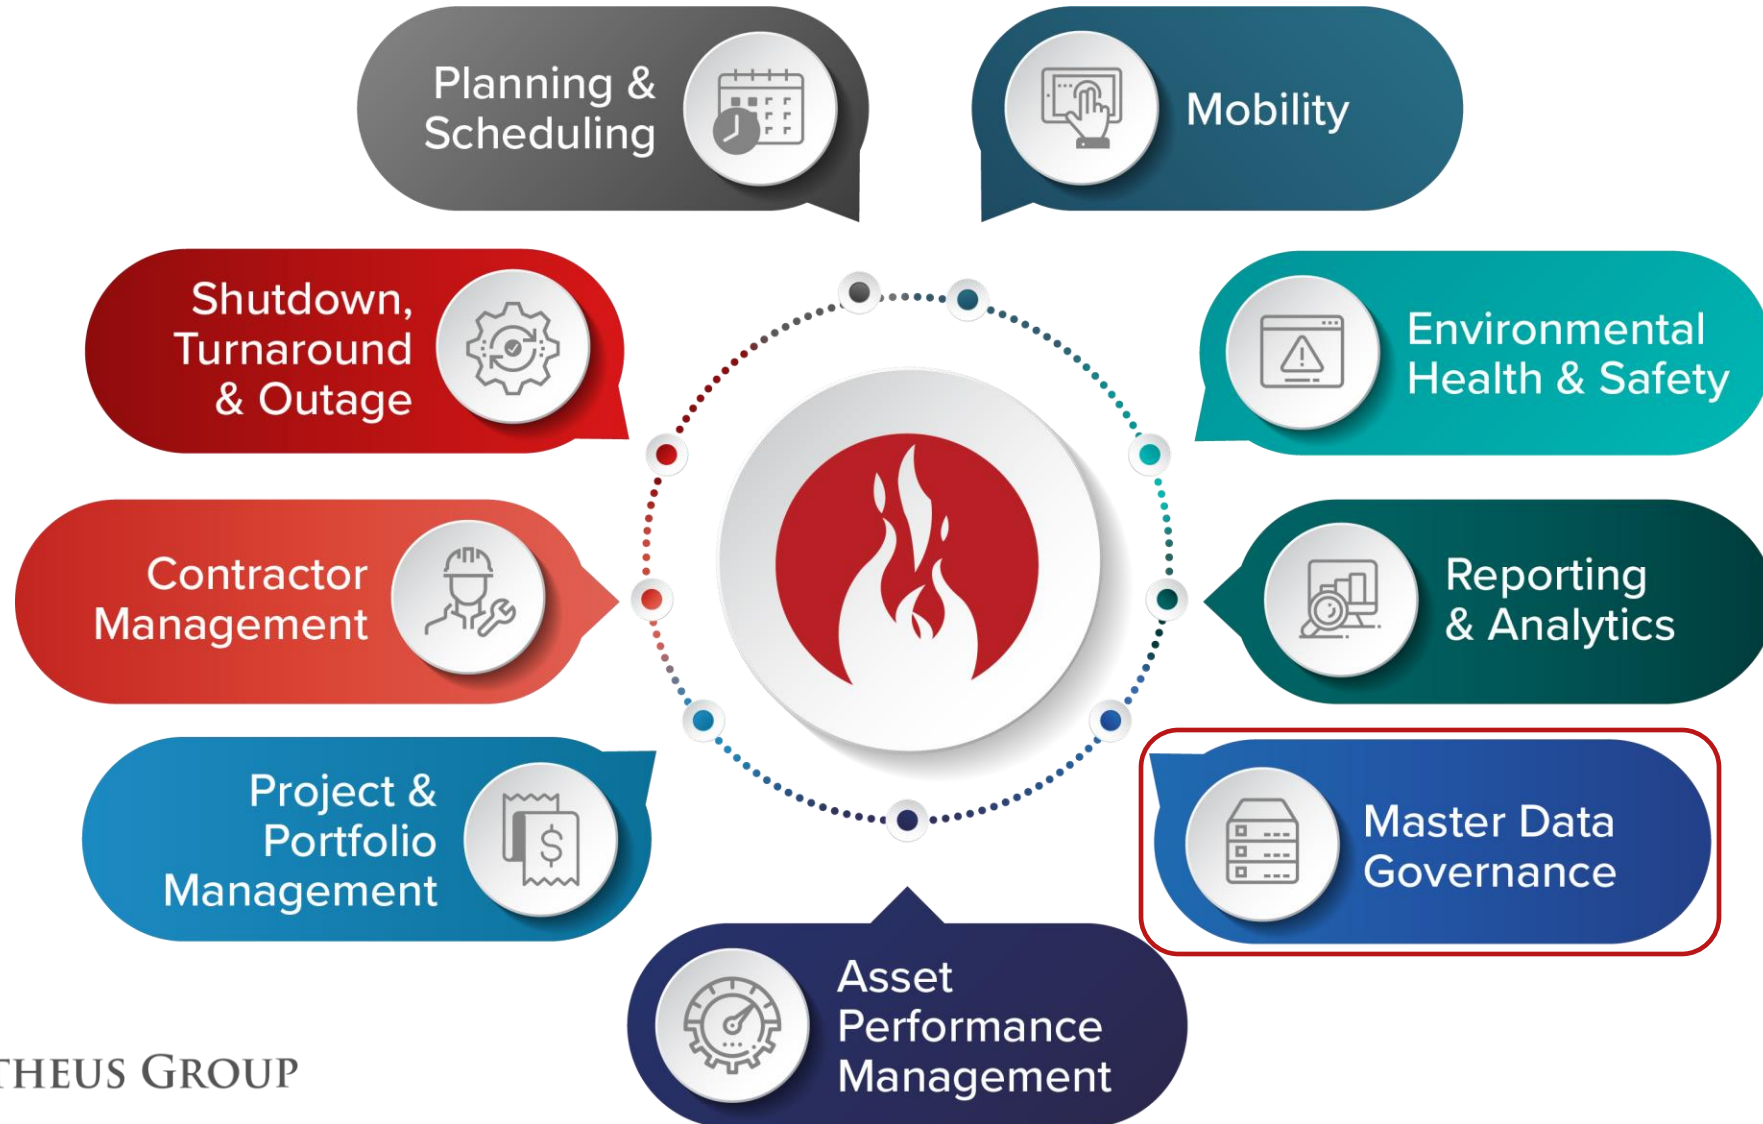 Planning &
Scheduling
Mobility
Shutdown,
Turnaround
& Outage
Environmental
Health & Safety
Contractor
Management
Reporting
& Analytics
Project &
Portfolio
Management
Master Data
Governance
Asset
Performance
Management
THEUS GROUP